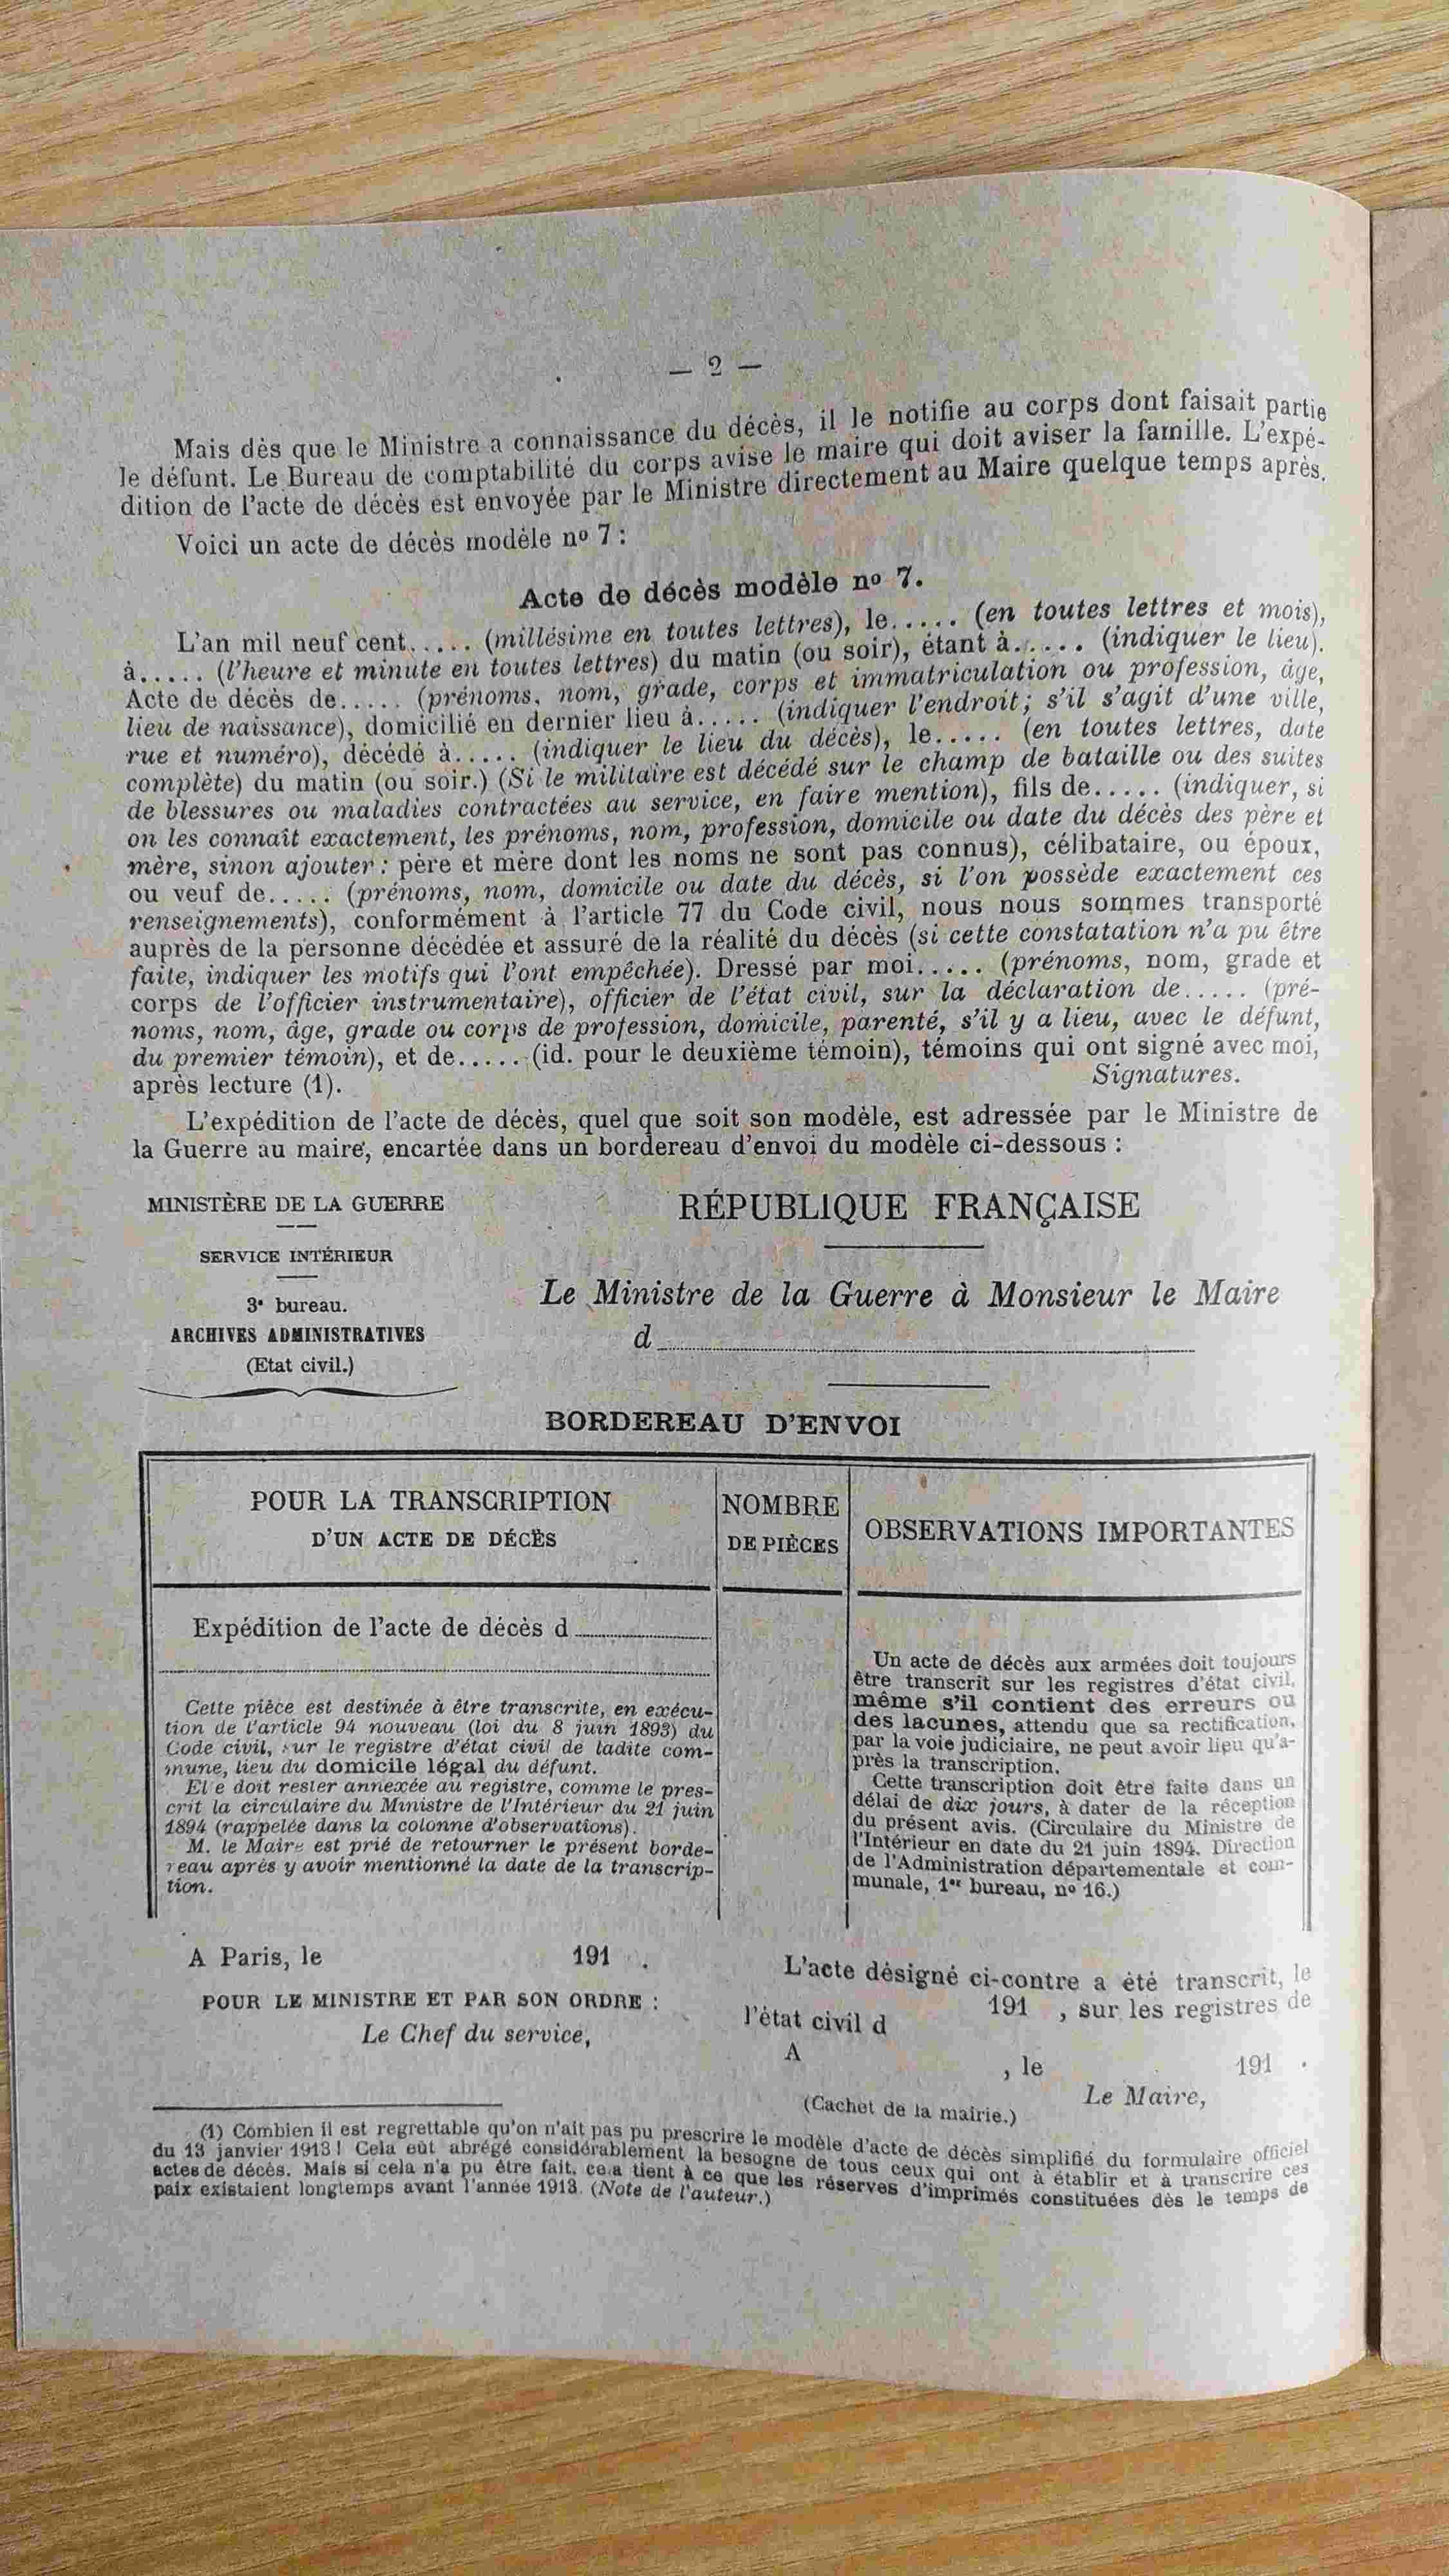 — 2 —
Mais dès que le Ministre a connaissance du décès, il le notifie au corps dont faisait partie
le défunt. Le Bureau de comptabilité du corps avise le maire qui doit aviser la famille. L'expé-
dition de l'acte de décès est envoyée par le Ministre directement au Maire quelque temps après.
Voici un acte de décès modèle nº 7 :
Acte de décès modèle nº 7.
L'an mil neuf cent..... (millésime en toutes lettres), le..... (en toutes lettres et mois),
à..... (l'heure et minute en toutes lettres) du matin (ou soir), étant à...... (indiquer le lieu).
Acte de décès de..... (prénoms, nom, grade, corps et immatriculation ou profession, âge,
lieu de naissance), domicilié en dernier lieu à..... (indiquer l'endroit; s'il s'agit d'une ville,
rue et numéro), décédé à..... (indiquer le lieu du décès), le..... (en toutes lettres, date
complète) du matin (ou soir.) (Si le militaire est décédé sur le champ de bataille ou des suites
de blessures ou maladies contractées au service, en faire mention), fils de..... (indiquer, si
on les connaît exactement, les prénoms, nom, profession, domicile ou date du décès des père et
mère, sinon ajouter : père et mère dont les noms ne sont pas connus), célibataire, ou époux,
ou veuf de..... (prénoms, nom, domicile ou date du décès, si l'on possède exactement ces
renseignements), conformément à l'article 77 du Code civil, nous nous sommes transporté
auprès de la personne décédée et assuré de la réalité du décès (si cette constatation n'a pu être
faite, indiquer les motifs qui l'ont empêchée). Dressé par moi..... (prénoms, nom, grade et
corps de l'officier instrumentaire), officier de l'état civil, sur la déclaration de..... (pré-
noms, nom, âge, grade ou corps de profession, domicile, parenté, s'il y a lieu, avec le défunt,
du premier témoin), et de..... (id. pour le deuxième témoin), témoins qui ont signé avec moi,
après lecture (1).
Signatures.
L'expédition de l'acte de décès, quel que soit son modèle, est adressée par le Ministre de
la Guerre au maire, encartée dans un bordereau d'envoi du modèle ci-dessous :
MINISTÈRE DE LA GUERRE
SERVICE INTÉRIEUR
3e bureau.
ARCHIVES ADMINISTRATIVES
(Etat civil.)
RÉPUBLIQUE FRANÇAISE
Le Ministre de la Guerre à Monsieur le Maire
d
BORDEREAU D'ENVOI
POUR LA TRANSCRIPTION
D'UN ACTE DE DÉCÈS
NOMBRE
DE PIÈCES
OBSERVATIONS IMPORTANTES
Expédition de l'acte de décès d
Cette pièce est destinée à être transcrite, en exécu-
tion de l'article 94 nouveau (loi du 8 juin 1893) du
Code civil, sur le registre d'état civil de ladite com-
mune, lieu du domicile légal du défunt.
El e doit rester annexée au registre, comme le pres-
crit la circulaire du Ministre de l'Intérieur du 21 juin
1894 (rappelée dans la colonne d'observations).
M. le Maire est prié de retourner le présent borde-
reau après y avoir mentionné la date de la transcrip-
tion.
Un acte de décès aux armées doit toujours
être transcrit sur les registres d'état civil,
même s'il contient des erreurs ou
des lacunes, attendu que sa rectification,
par la voie judiciaire, ne peut avoir lieu qu'a-
près la transcription.
Cette transcription doit être faite dans un
délai de dix jours, à dater de la réception
du présent avis. (Circulaire du Ministre de
l'Intérieur en date du 21 juin 1894. Direction
de l'Administration départementale et com-
munale, 1er bureau, nº 16.)
A Paris, le 191 .
POUR LE MINISTRE ET PAR SON ORDRE :
Le Chef du service,
L'acte désigné ci-contre a été transcrit, le
191 , sur les registres de
l'état civil d
A , le 191 .
Le Maire,
(Cachet de la mairie.)
(1) Combien il est regrettable qu'on n'ait pas pu prescrire le modèle d'acte de décès simplifié du formulaire officiel
du 13 janvier 1913! Cela eût abrégé considérablement la besogne de tous ceux qui ont à établir et à transcrire ces
actes de décès. Mais si cela n'a pu être fait, ce a tient à ce que les réserves d'imprimés constituées dès le temps de
paix existaient longtemps avant l'année 1913. (Note de l'auteur.)